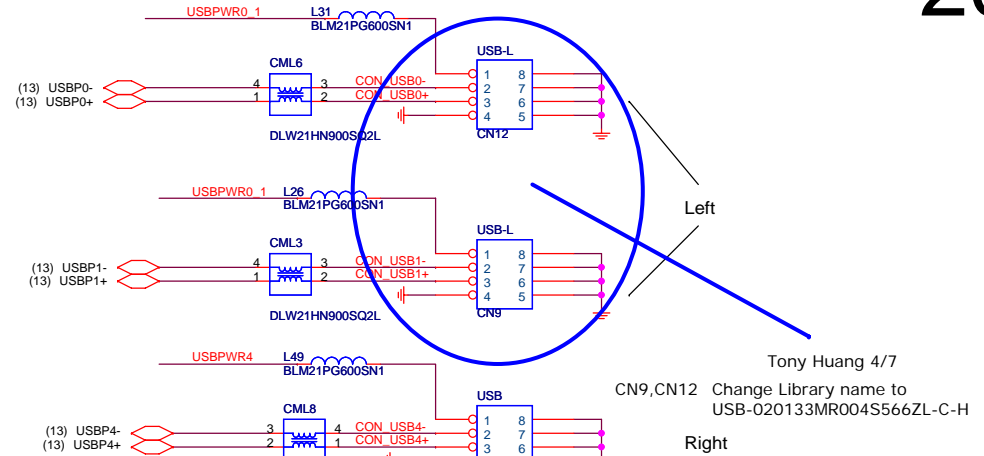 USBPWR0_1 L31
BLM21PG600SN1
USB-L
CML6
1 8
(13) USBP0- 4 3 CON_USB0- 2 7
(13) USBP0+ 1 2 CON_USB0+ 3 6
4 5
DLW21HN900SQ2L CN12
USBPWR0_1 L26
BLM21PG600SN1
Left
USB-L
CML3
1 8
(13) USBP1- 4 3 CON_USB1- 2 7
(13) USBP1+ 1 2 CON_USB1+ 3 6
4 5
DLW21HN900SQ2L CN9
USBPWR4 L49
BLM21PG600SN1
Tony Huang 4/7
CN9,CN12 Change Library name to
USB-020133MR004S566ZL-C-H
USB
CML8
1 8
(13) USBP4- 3 4 CON_USB4- 2 7
(13) USBP4+ 2 1 CON_USB4+ 3 6
Right